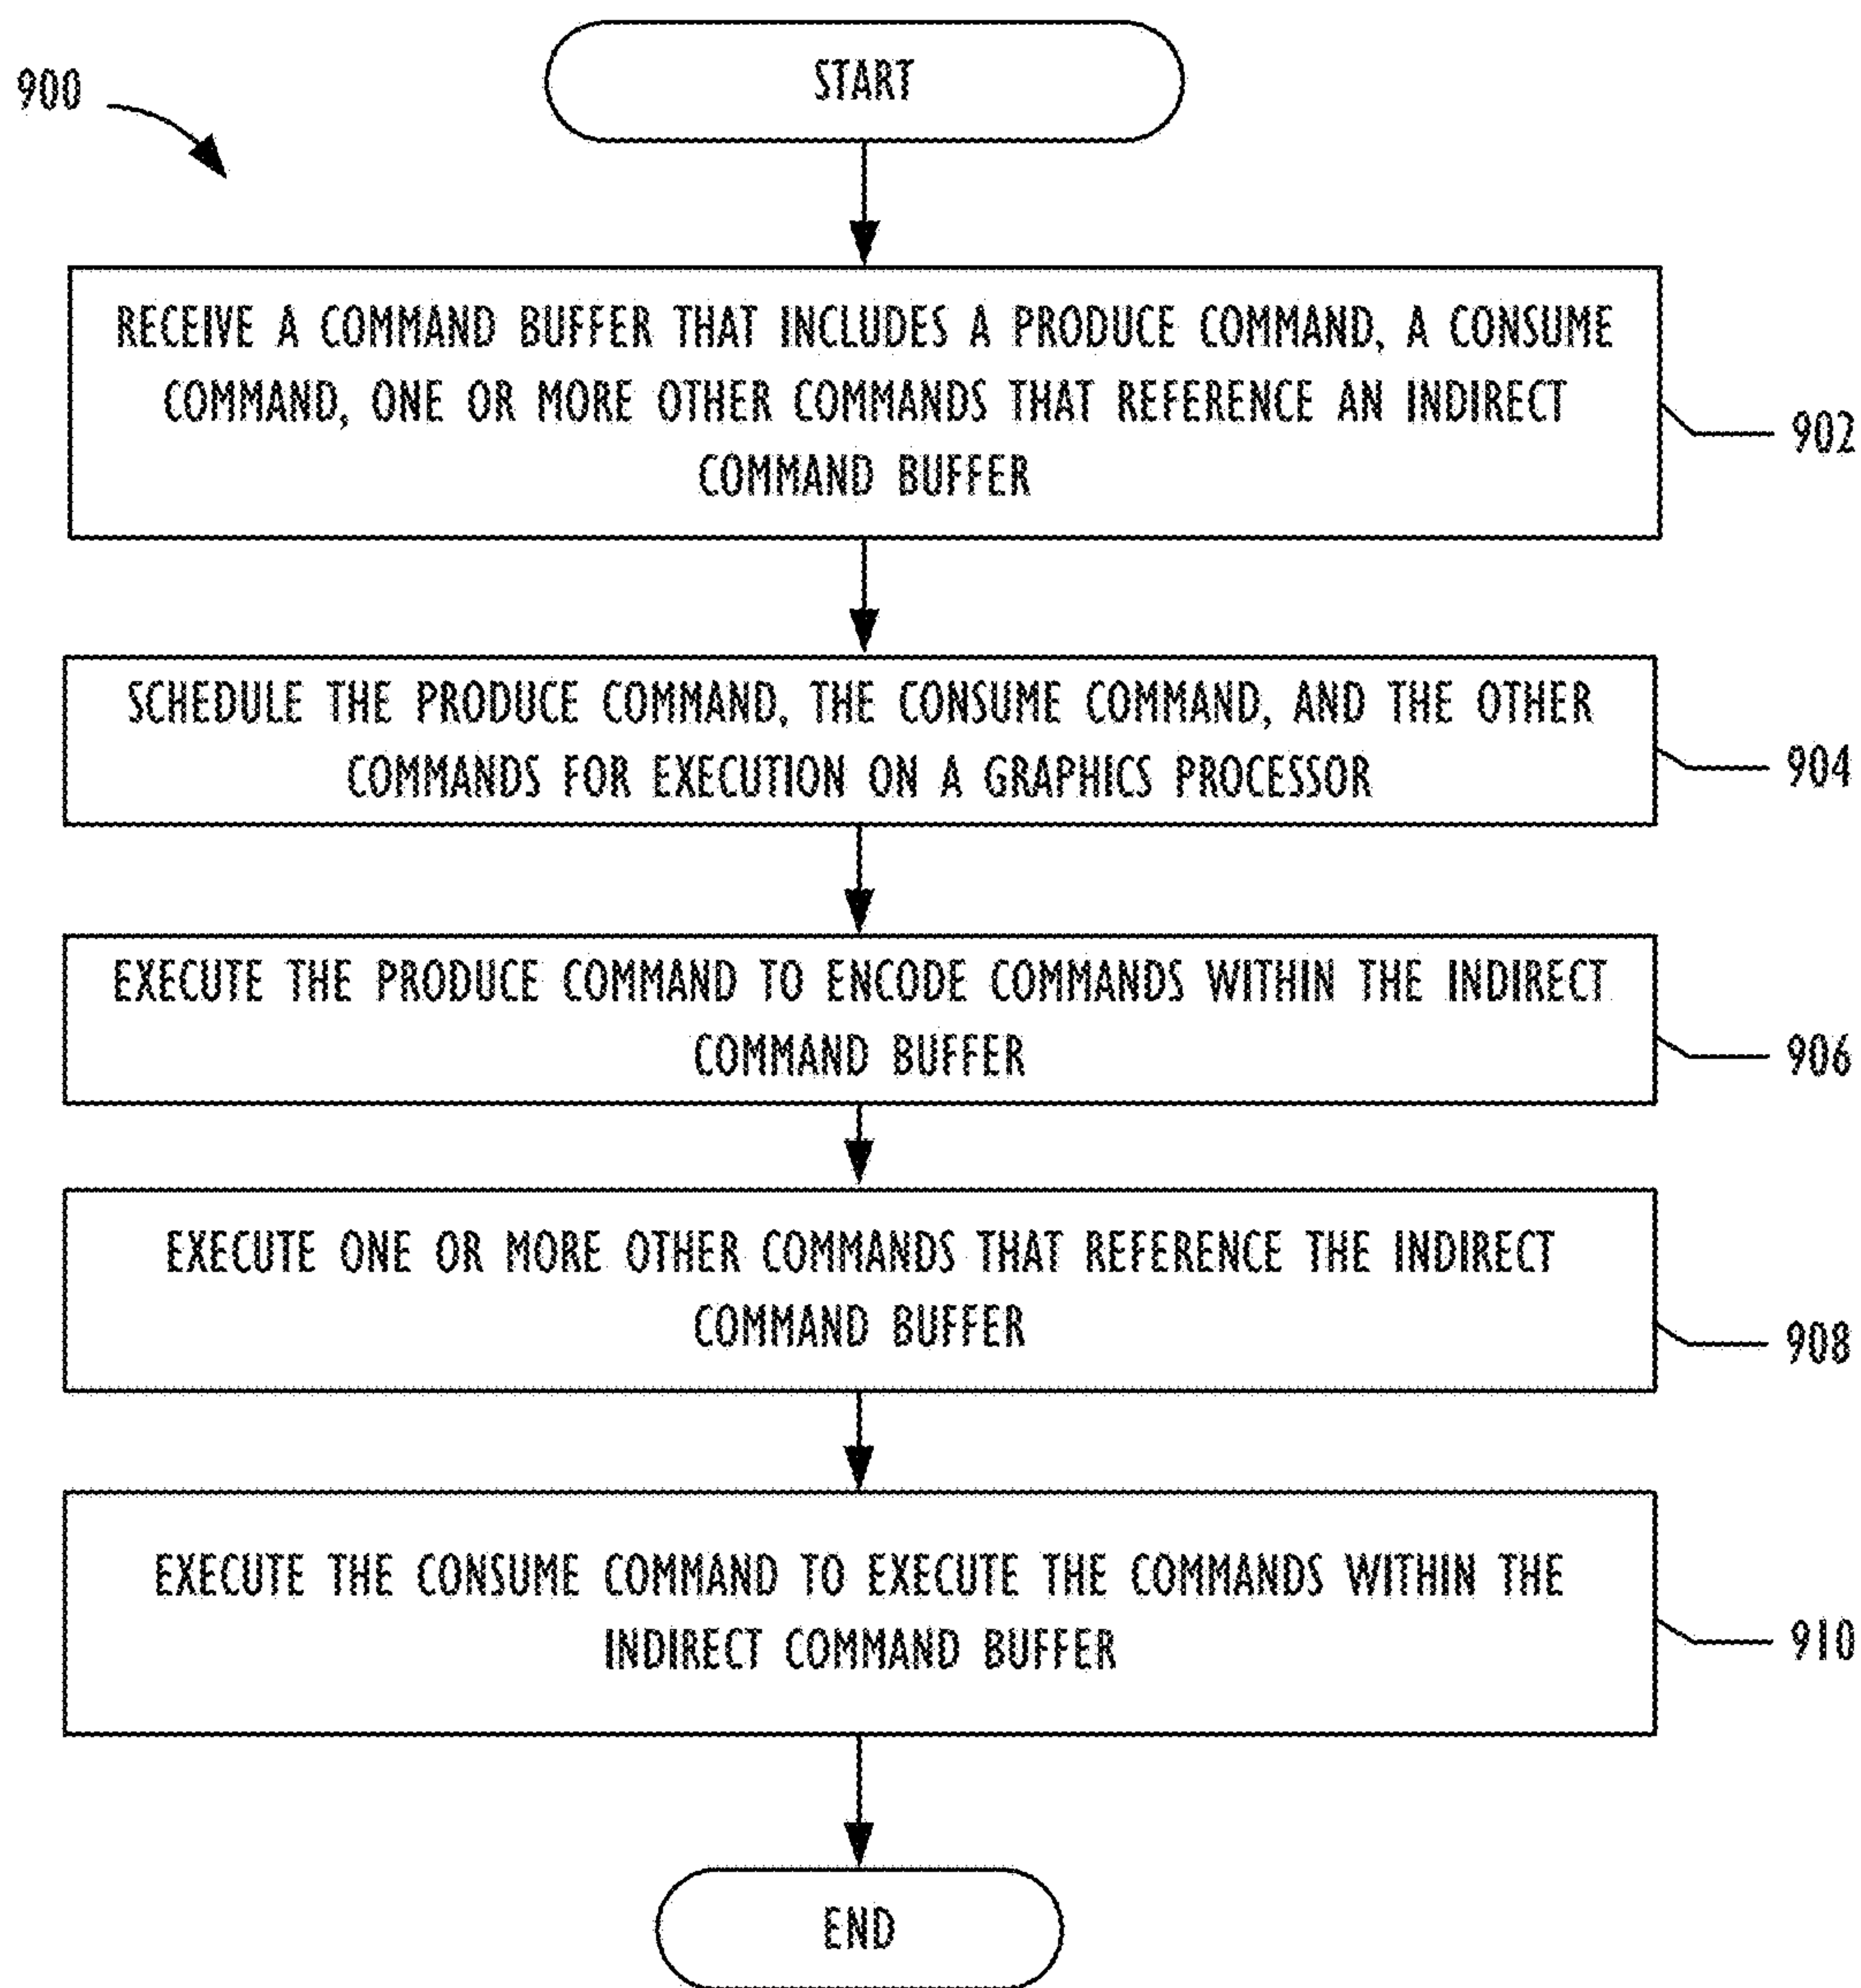 900
START
RECEIVE A COMMAND BUFFER THAT INCLUDES A PRODUCE COMMAND, A CONSUME
COMMAND, ONE OR MORE OTHER COMMANDS THAT REFERENCE AN INDIRECT
COMMAND BUFFER
902
SCHEDULE THE PRODUCE COMMAND, THE CONSUME COMMAND, AND THE OTHER
COMMANDS FOR EXECUTION ON A GRAPHICS PROCESSOR
904
EXECUTE THE PRODUCE COMMAND TO ENCODE COMMANDS WITHIN THE INDIRECT
COMMAND BUFFER
906
EXECUTE ONE OR MORE OTHER COMMANDS THAT REFERENCE THE INDIRECT
COMMAND BUFFER
908
EXECUTE THE CONSUME COMMAND TO EXECUTE THE COMMANDS WITHIN THE
INDIRECT COMMAND BUFFER
910
END